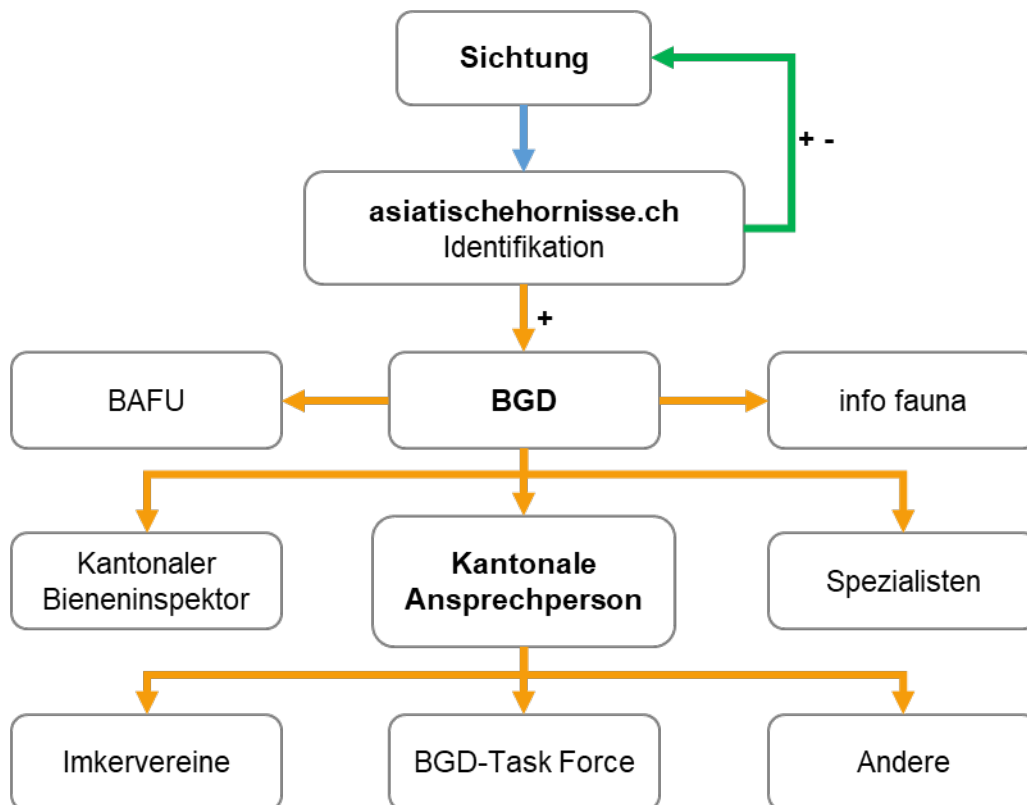 Sichtung
+ -
asiatischehornisse.ch
Identifikation
+
BAFU
BGD
info fauna
Kantonaler
Bieneninspektor
Kantonale
Ansprechperson
Spezialisten
Imkervereine
BGD-Task Force
Andere